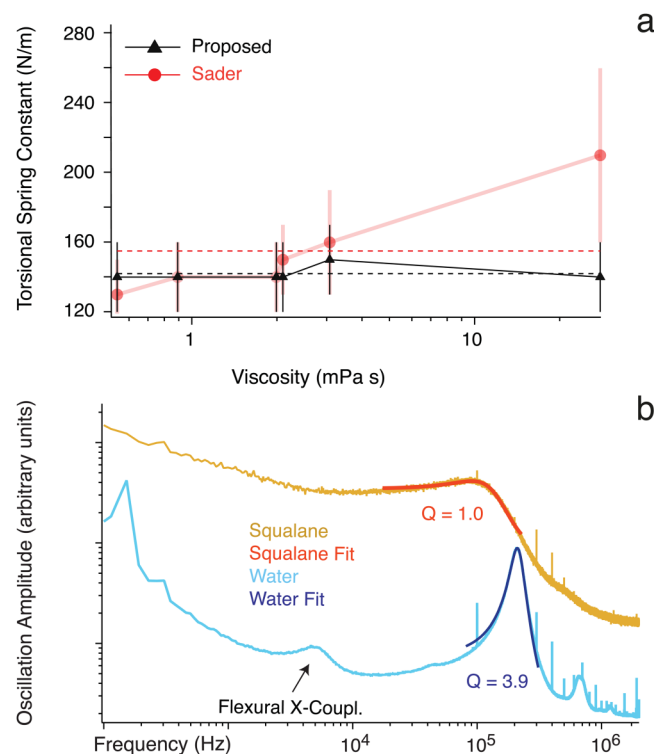 a
280
240
200
160
120
Torsional Spring Constant (N/m)
Proposed
Sader
1
10
Viscosity (mPa s)
b
Oscillation Amplitude (arbitrary units)
Q = 1.0
Squalane
Squalane Fit
Water
Water Fit
Q = 3.9
Flexural X-Coupl.
Frequency (Hz)
10⁴
10⁵
10⁶